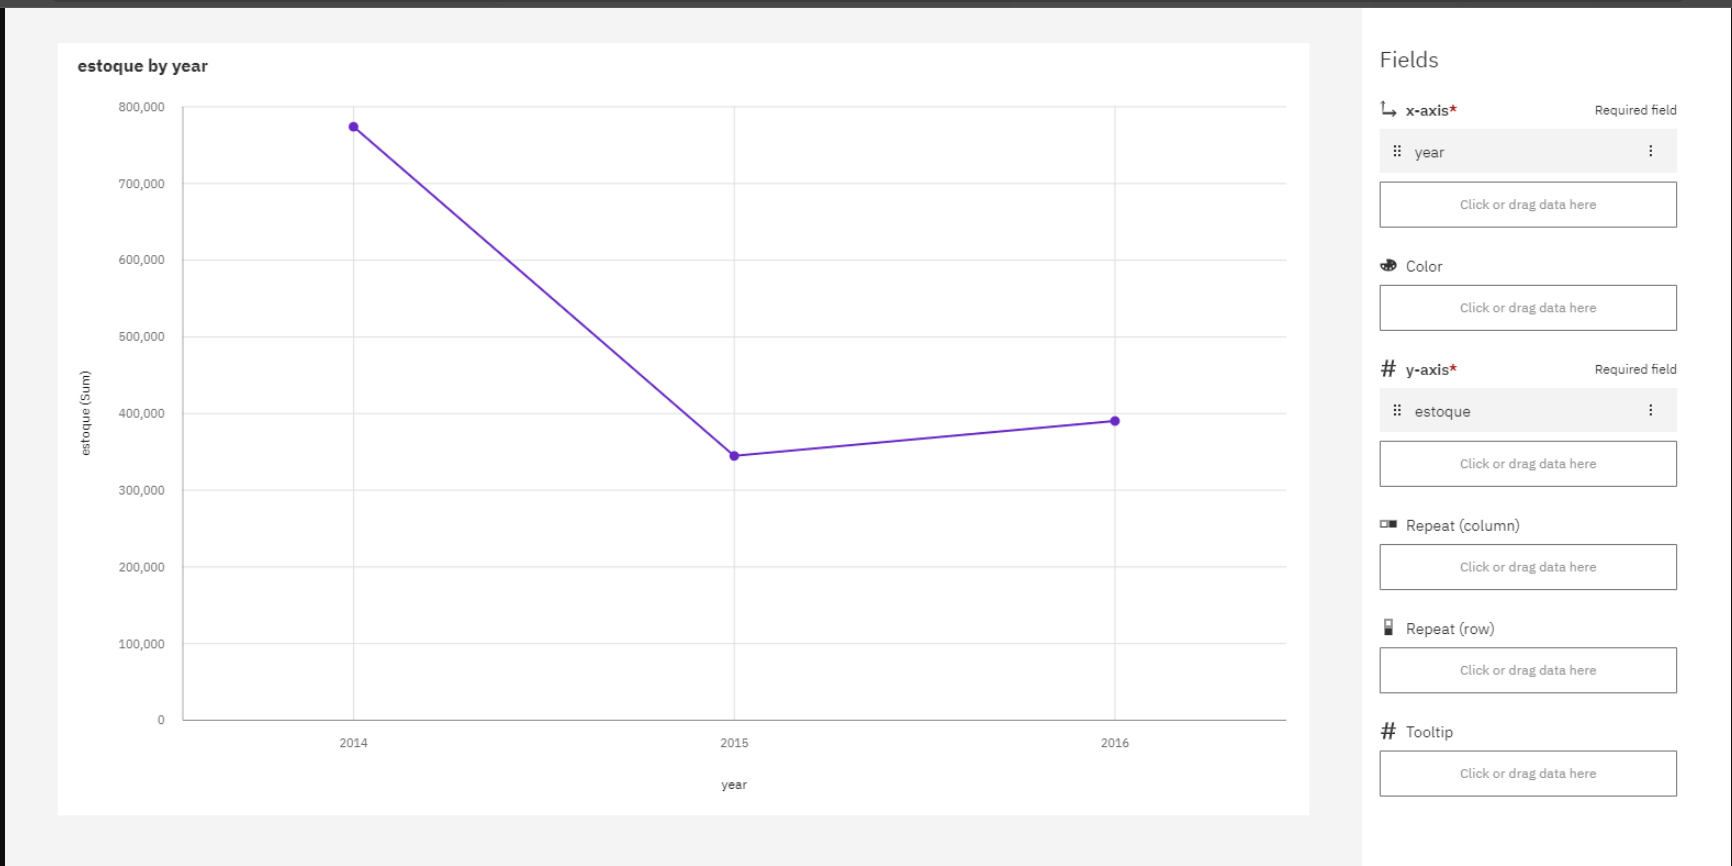 estoque by year
800,000
700,000
600,000
500,000
400,000
300,000
200,000
100,000
0
estoque (Sum)
2014 2015 2016
year
Fields
x-axis* Required field
year
Click or drag data here
Color
Click or drag data here
# y-axis* Required field
estoque
Click or drag data here
Repeat (column)
Click or drag data here
Repeat (row)
Click or drag data here
# Tooltip
Click or drag data here